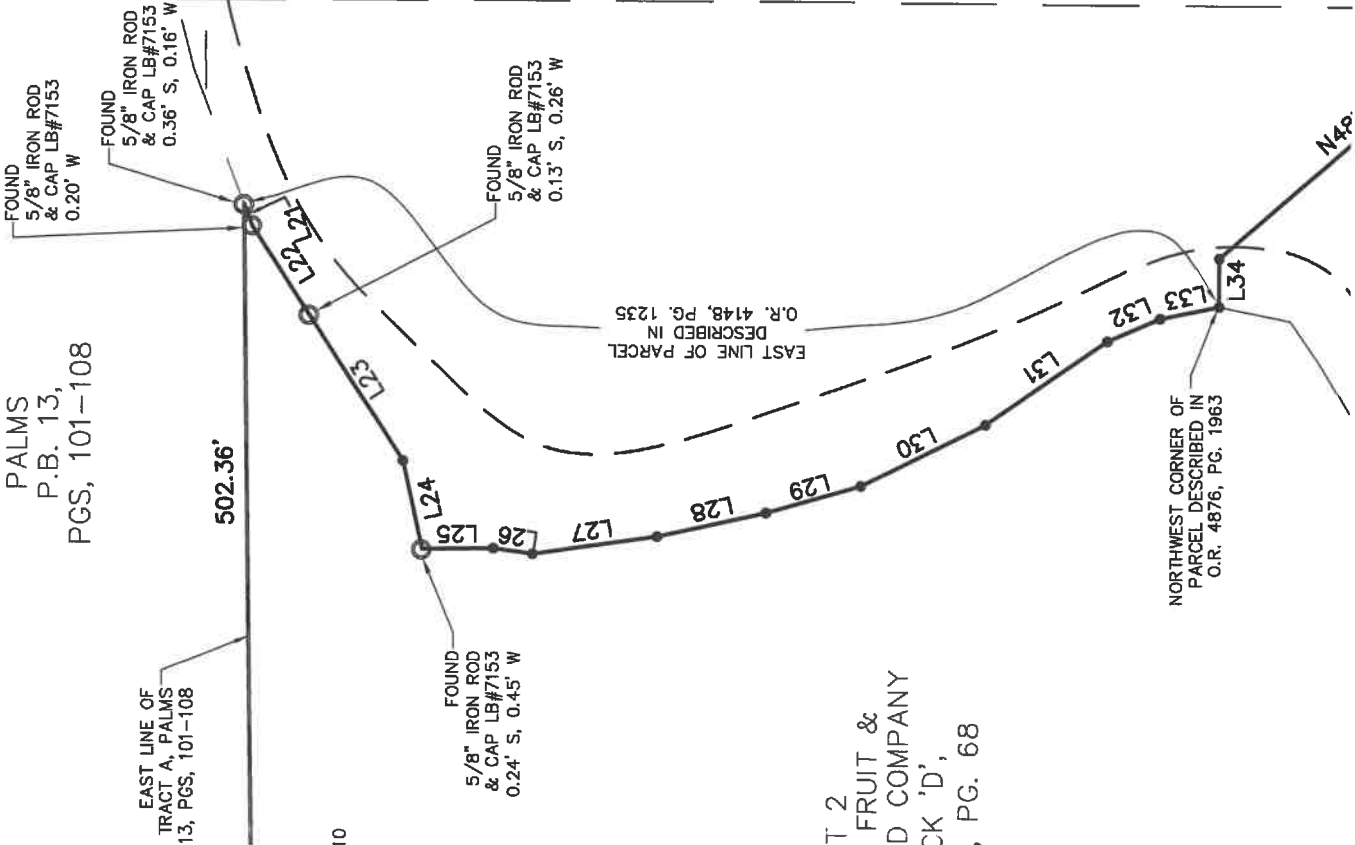 PALMS
P.B. 13,
PGS, 101-108
FOUND
5/8" IRON ROD
& CAP LB#7153
0.20' W
FOUND
5/8" IRON ROD
& CAP LB#7153
0.36' S, 0.16' W
502.36'
L21
L22
FOUND
5/8" IRON ROD
& CAP LB#7153
0.13' S, 0.26' W
L23
L24
L25
L26
L27
L28
L29
L30
L31
L32
L33
L34
EAST LINE OF PARCEL
DESCRIBED IN
O.R. 4148, PG. 1235
FOUND
5/8" IRON ROD
& CAP LB#7153
0.24' S, 0.45' W
EAST LINE OF
TRACT A, PALMS
13, PGS, 101-108
10
T 2
FRUIT &
D COMPANY
CK 'D',
, PG. 68
NORTHWEST CORNER OF
PARCEL DESCRIBED IN
O.R. 4876, PG. 1963
N48